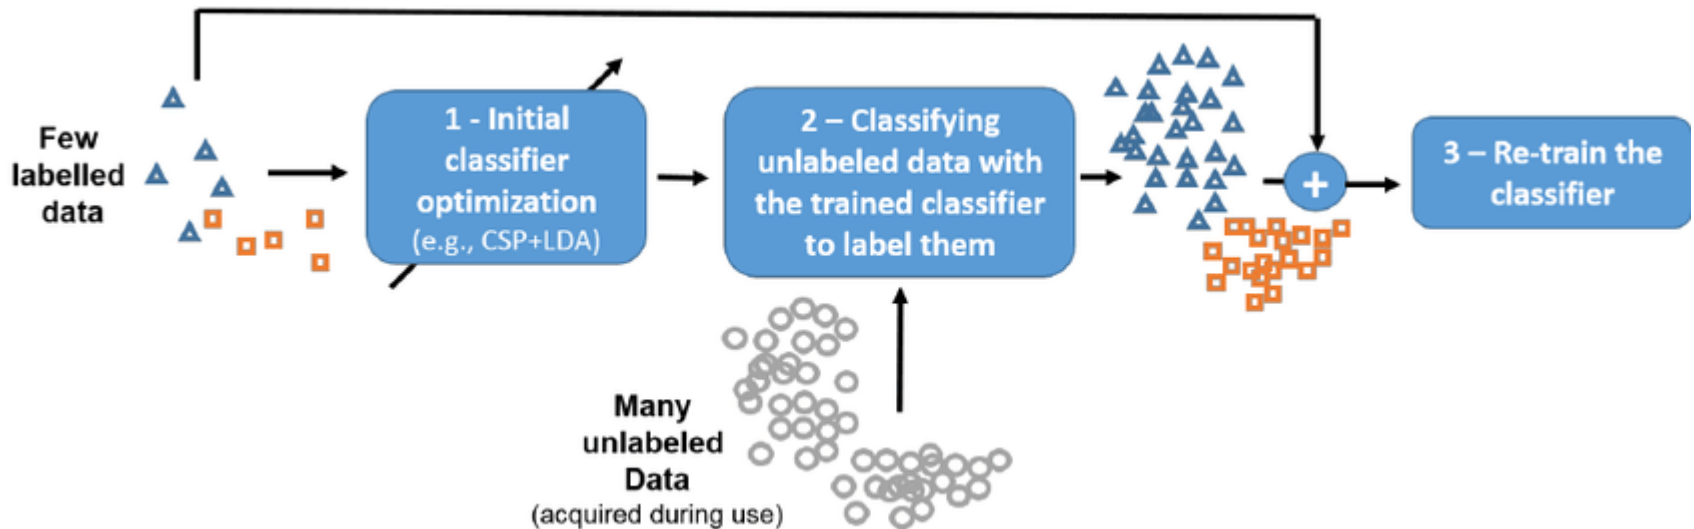 Few
labelled
data
1 - Initial
classifier
optimization
(e.g., CSP+LDA)
2 – Classifying
unlabeled data with
the trained classifier
to label them
+
3 – Re-train the
classifier
Many
unlabeled
Data
(acquired during use)